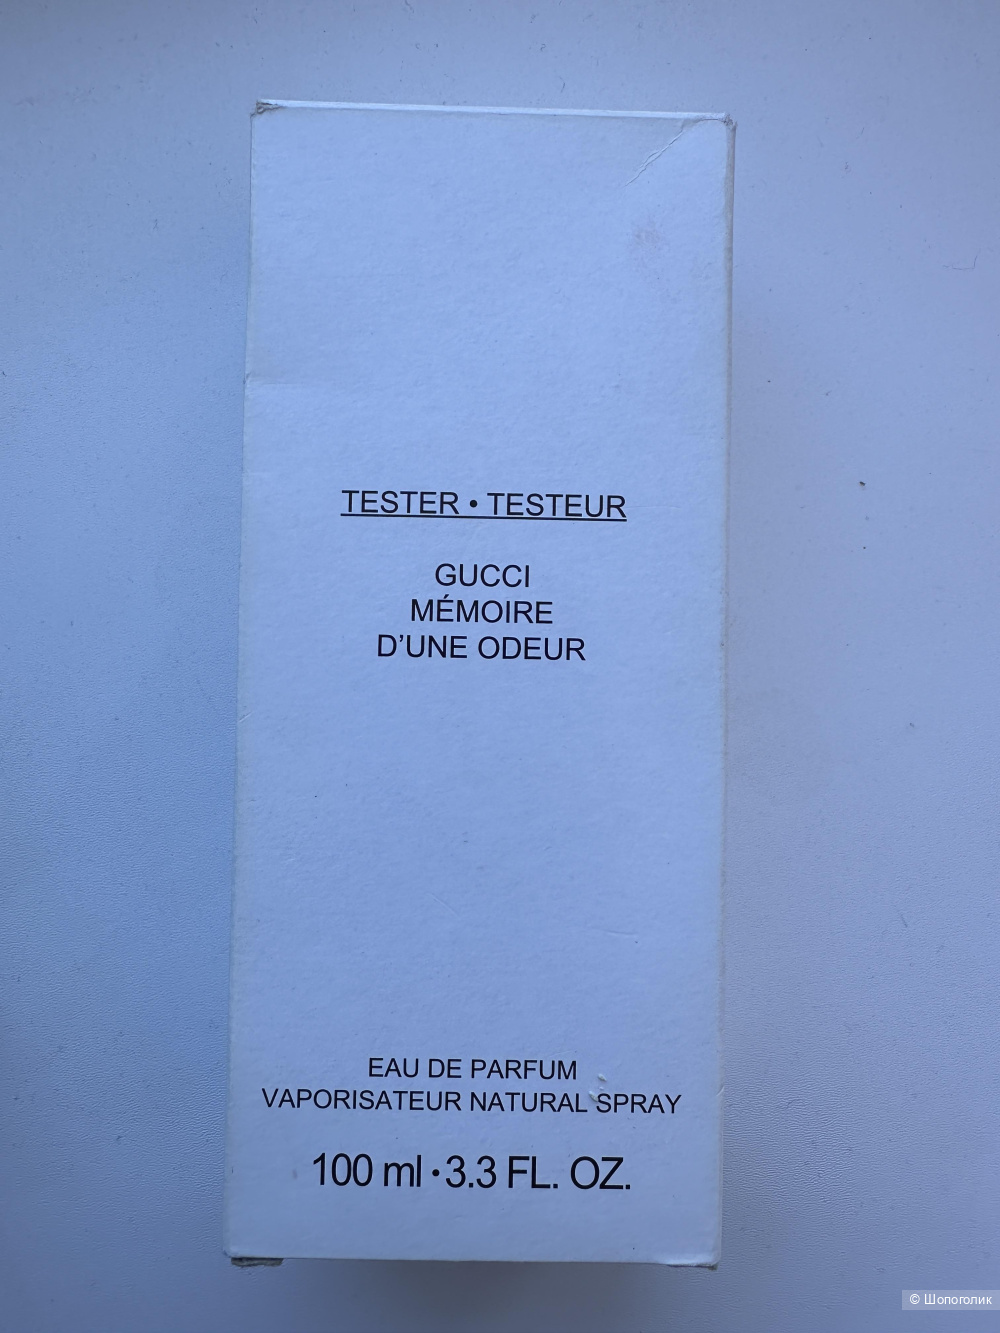 TESTER • TESTEUR
GUCCI
MÉMOIRE
D’UNE ODEUR
EAU DE PARFUM
VAPORISATEUR NATURAL SPRAY
100 ml • 3.3 FL. OZ.
© Шопоголик